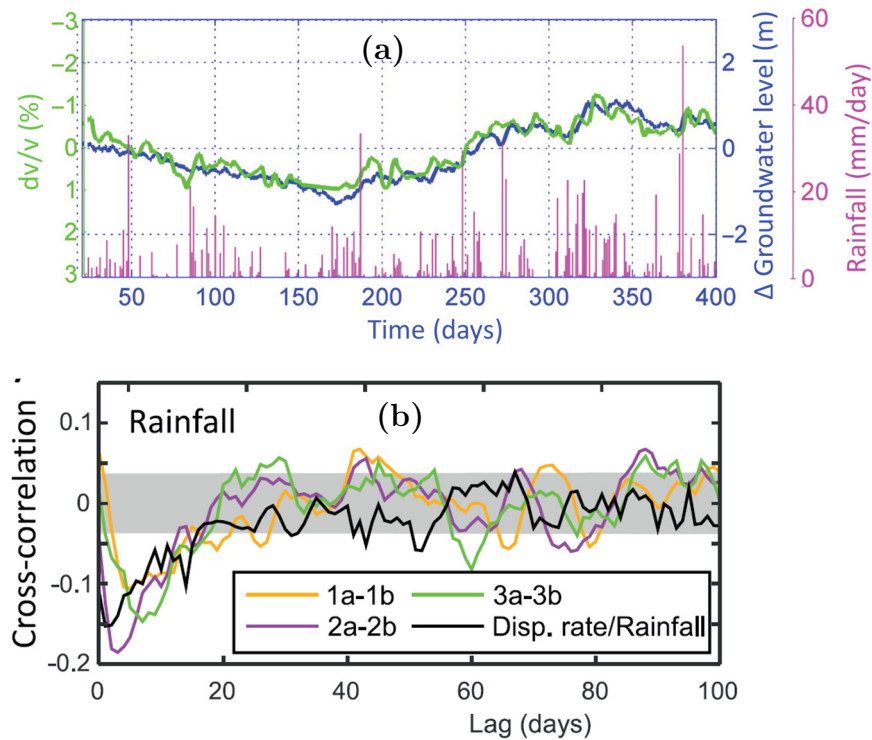 (a)
dv/v (%)
−3
−2
−1
0
1
2
3
2
0
−2
Δ Groundwater level (m)
60
40
20
0
Rainfall (mm/day)
50 100 150 200 250 300 350 400
Time (days)
(b)
Rainfall
Cross-correlation
0.1
0
-0.1
-0.2
1a-1b 3a-3b
2a-2b Disp. rate/Rainfall
0 20 40 60 80 100
Lag (days)